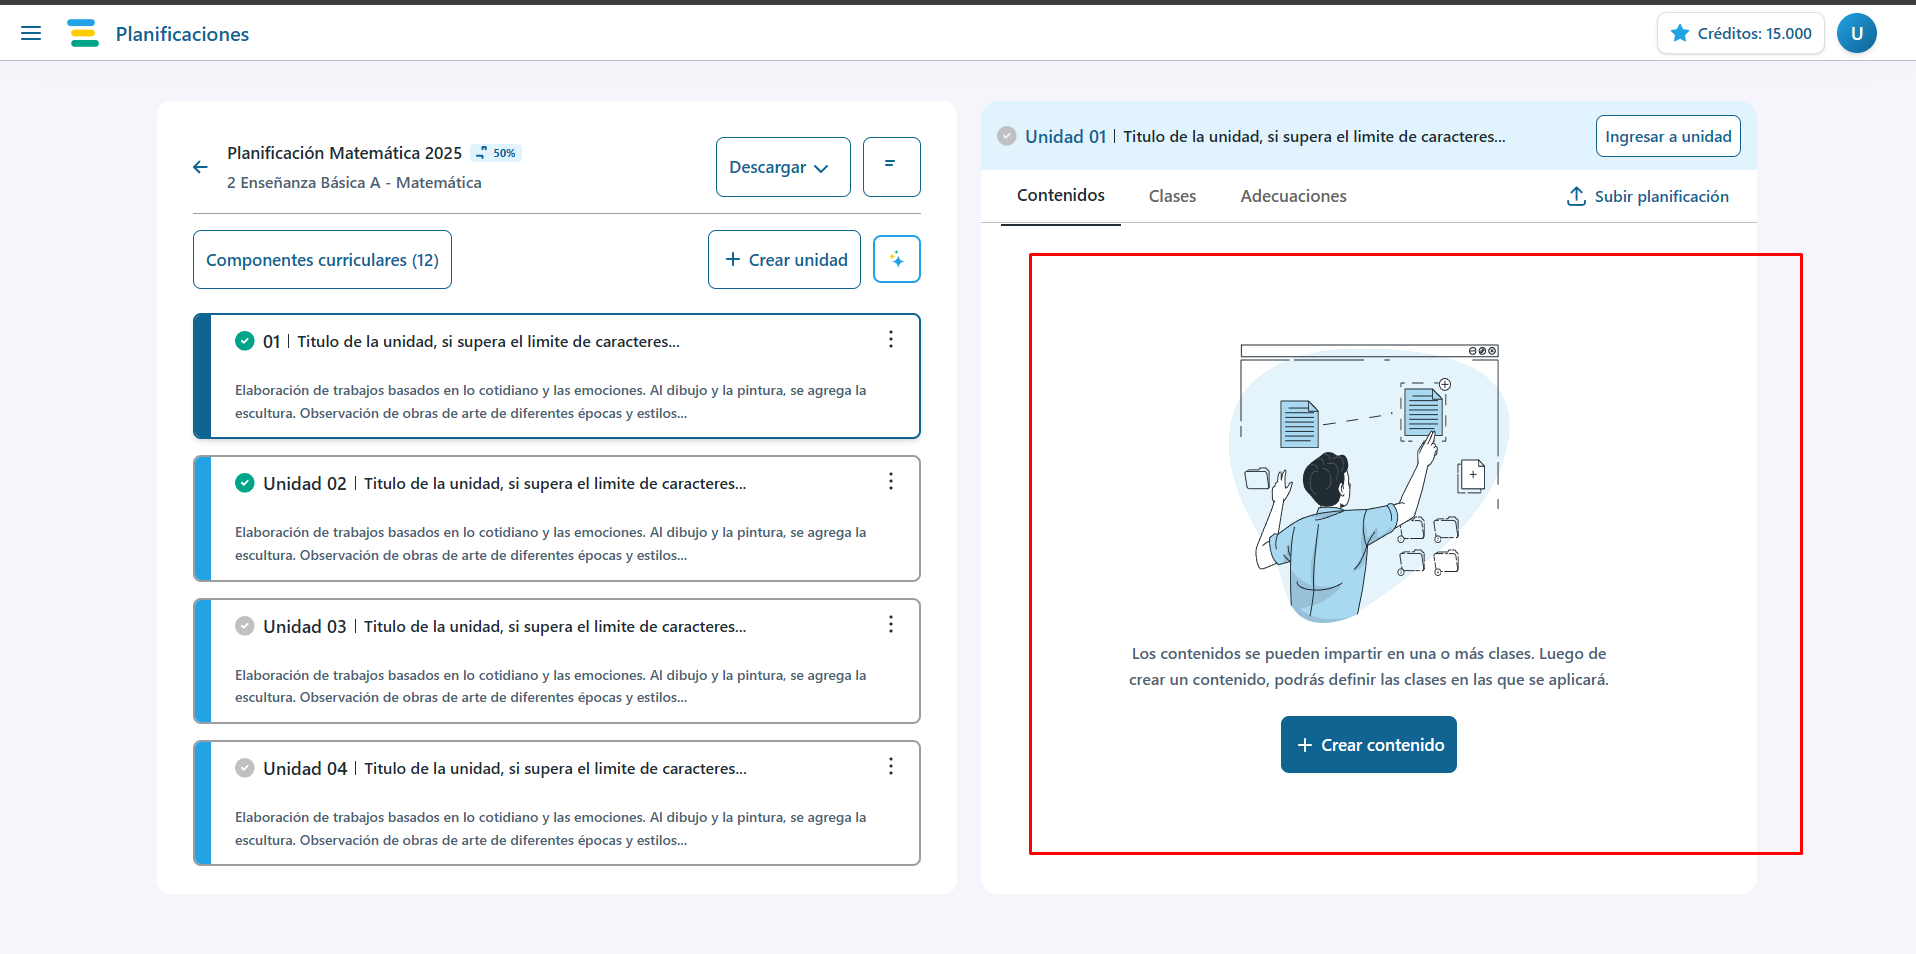 Planificaciones
Créditos: 15.000
U
Planificación Matemática 2025
50%
2 Enseñanza Básica A - Matemática
Descargar
Componentes curriculares (12)
+ Crear unidad
01 | Titulo de la unidad, si supera el limite de caracteres...
Elaboración de trabajos basados en lo cotidiano y las emociones. Al dibujo y la pintura, se agrega la
escultura. Observación de obras de arte de diferentes épocas y estilos...
Unidad 02 | Titulo de la unidad, si supera el limite de caracteres...
Elaboración de trabajos basados en lo cotidiano y las emociones. Al dibujo y la pintura, se agrega la
escultura. Observación de obras de arte de diferentes épocas y estilos...
Unidad 03 | Titulo de la unidad, si supera el limite de caracteres...
Elaboración de trabajos basados en lo cotidiano y las emociones. Al dibujo y la pintura, se agrega la
escultura. Observación de obras de arte de diferentes épocas y estilos...
Unidad 04 | Titulo de la unidad, si supera el limite de caracteres...
Elaboración de trabajos basados en lo cotidiano y las emociones. Al dibujo y la pintura, se agrega la
escultura. Observación de obras de arte de diferentes épocas y estilos...
Unidad 01 | Titulo de la unidad, si supera el limite de caracteres...
Ingresar a unidad
Contenidos
Clases
Adecuaciones
Subir planificación
Los contenidos se pueden impartir en una o más clases. Luego de
crear un contenido, podrás definir las clases en las que se aplicará.
+ Crear contenido